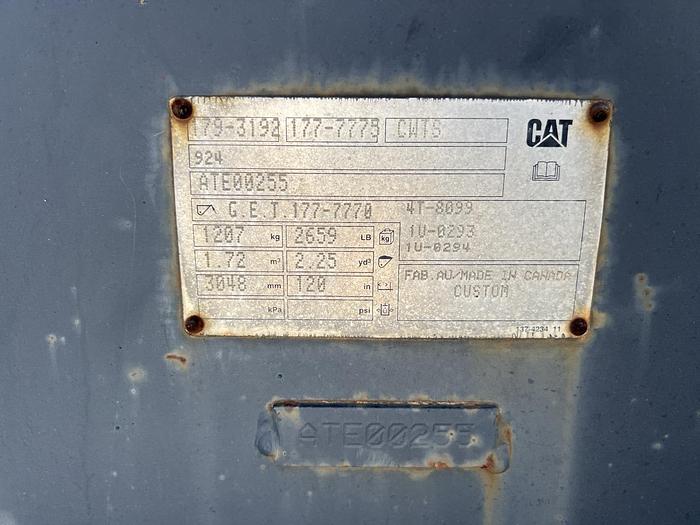 179-3192 177-7773 CWTS CAT
924
ATE00255
G.E.T. 177-7770 4T-8099
1207 kg 2659 LB kg 1U-0293
1U-0294
1.72 m³ 2.25 yd³
3048 mm 120 in FAB.AU/MADE IN CANADA
CUSTOM
kPa psi
137-4234 11
ATE00255